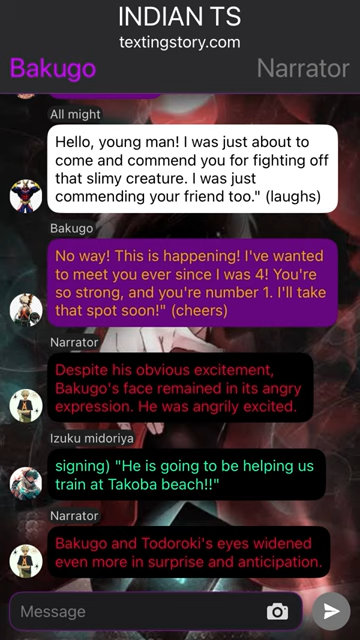 INDIAN TS
textingstory.com
Bakugo
Narrator
All might
Hello, young man! I was just about to
come and commend you for fighting off
that slimy creature. I was just
commending your friend too." (laughs)
Bakugo
No way! This is happening! I've wanted
to meet you ever since I was 4! You're
so strong, and you're number 1. I'll take
that spot soon!" (cheers)
Narrator
Despite his obvious excitement,
Bakugo's face remained in its angry
expression. He was angrily excited.
Izuku midoriya
signing) "He is going to be helping us
train at Takoba beach!!"
Narrator
Bakugo and Todoroki's eyes widened
even more in surprise and anticipation.
Message